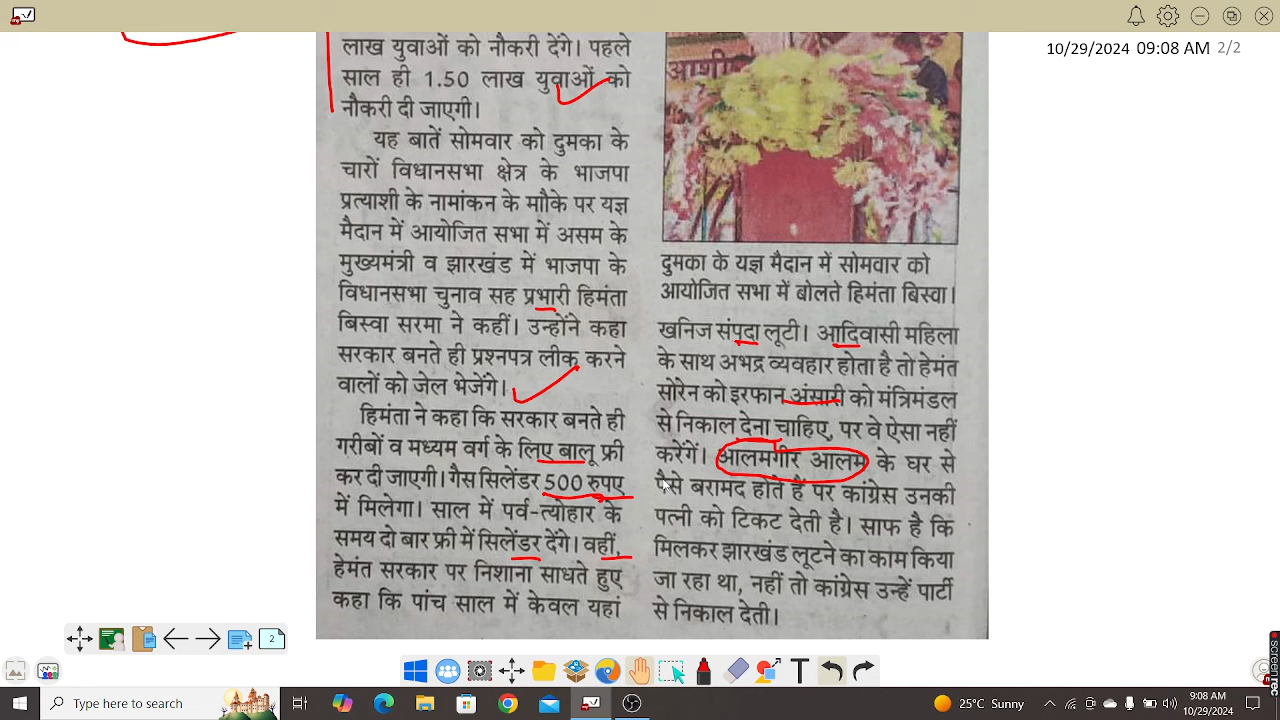 10/29/2024 09:08 AM 2/2
लाख युवाओं को नौकरी देंगे। पहले
साल ही 1.50 लाख युवाओं को
नौकरी दी जाएगी।
यह बातें सोमवार को दुमका के
चारों विधानसभा क्षेत्र के भाजपा
प्रत्याशी के नामांकन के माौके पर यज्ञ
मैदान में आयोजित सभा में असम के
मुख्यमंत्री व झारखंड में भाजपा के
विधानसभा चुनाव सह प्रभारी हिमंता
बिस्वा सरमा ने कहीं। उन्होंने कहा
सरकार बनते ही प्रश्नपत्र लीक करने
वालों को जेल भेजेंगे।
हिमंता ने कहा कि सरकार बनते ही
गरीबों व मध्यम वर्ग के लिए बालू फ्री
कर दी जाएगी। गैस सिलेंडर 500 रुपए
में मिलेगा। साल में पर्व-त्योहार के
समय दो बार फ्री में सिलेंडर देंगे। वहीं,
हेमंत सरकार पर निशाना साधते हुए
कहा कि पांच साल में केवल यहां
दुमका के यज्ञ मैदान में सोमवार को
आयोजित सभा में बोलते हिमंता बिस्वा।
खनिज संपदा लूटी। आदिवासी महिला
के साथ अभद्र व्यवहार होता है तो हेमंत
सोरेन को इरफान अंसारी को मंत्रिमंडल
से निकाल देना चाहिए, पर वे ऐसा नहीं
करेंगें। आलमगीर आलम के घर से
पैसे बरामद होते हैं पर कांग्रेस उनकी
पत्नी को टिकट देती है। साफ है कि
मिलकर झारखंड लूटने का काम किया
जा रहा था, नहीं तो कांग्रेस उन्हें पार्टी
से निकाल देती।
2
T
Type here to search
25°C Sunny
9:08 AM